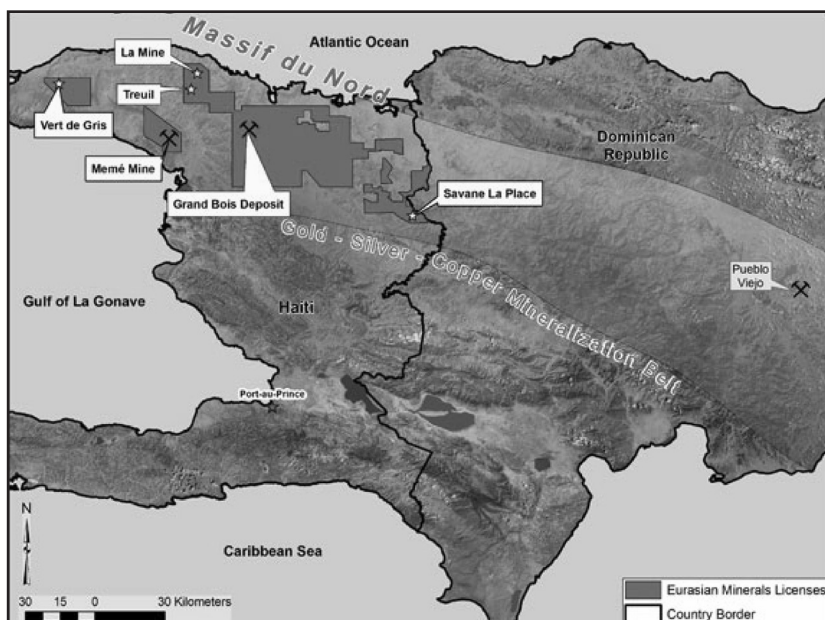 Massif du Nord
Atlantic Ocean
La Mine
Treuil
Vert de Gris
Memé Mine
Grand Bois Deposit
Savane La Place
Dominican
Republic
Gold - Silver - Copper Mineralization Belt
Pueblo
Viejo
Gulf of La Gonave
Haiti
Port-au-Prince
N
Caribbean Sea
30 15 0 30 Kilometers
Eurasian Minerals Licenses
Country Border